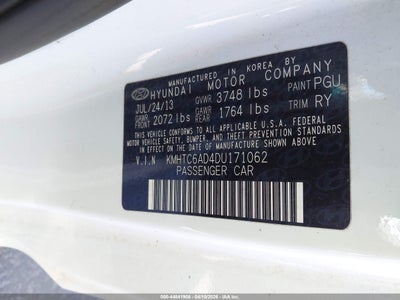 MANUFACTURED IN KOREA BY
HYUNDAI MOTOR COMPANY
JUL/24/13 GVWR 3748 lbs PAINT PGU
GAWR FRONT 2072 lbs GAWR REAR 1764 lbs TRIM RY
THIS VEHICLE CONFORMS TO ALL APPLICABLE U.S. FEDERAL
MOTOR VEHICLE SAFETY, BUMPER, AND THEFT PREVENTION
STANDARDS IN EFFECT ON THE DATE OF MANUFACTURE SHOWN ABOVE.
V.I.N KMHTC6AD4DU171062
PASSENGER CAR